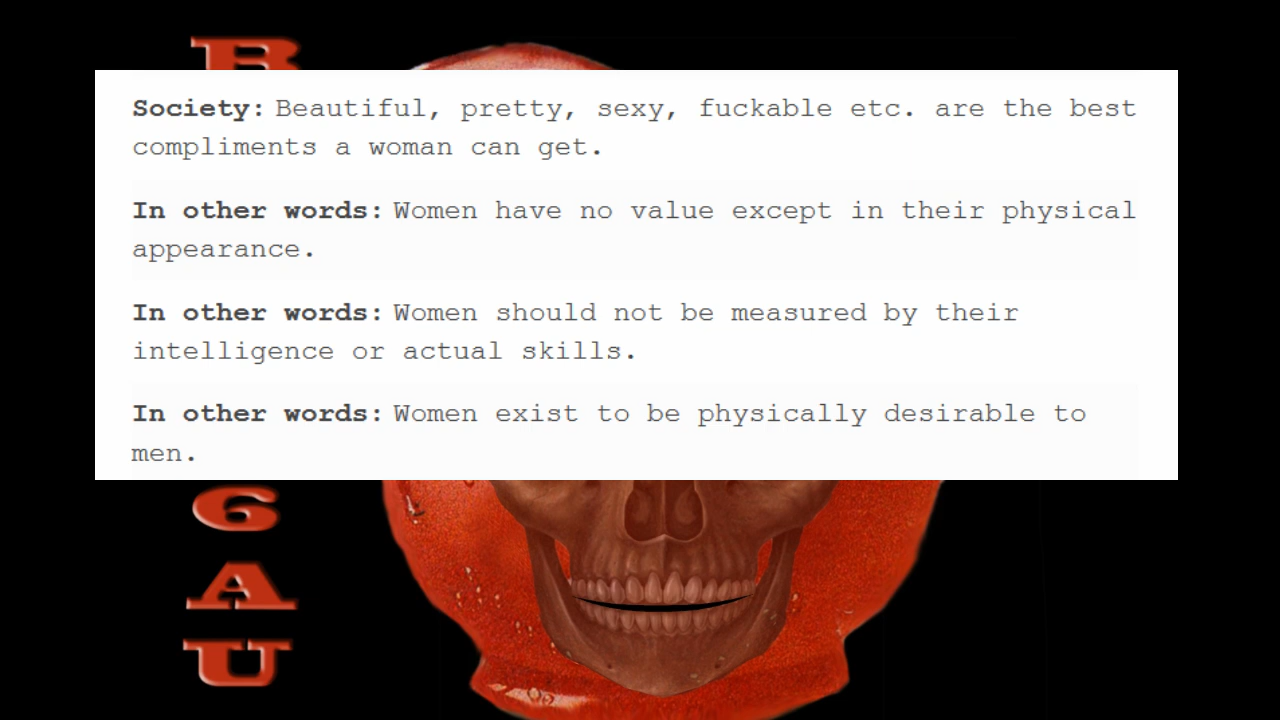 B
Society: Beautiful, pretty, sexy, fuckable etc. are the best
compliments a woman can get.
In other words: Women have no value except in their physical
appearance.
In other words: Women should not be measured by their
intelligence or actual skills.
In other words: Women exist to be physically desirable to
men.
6
A
U